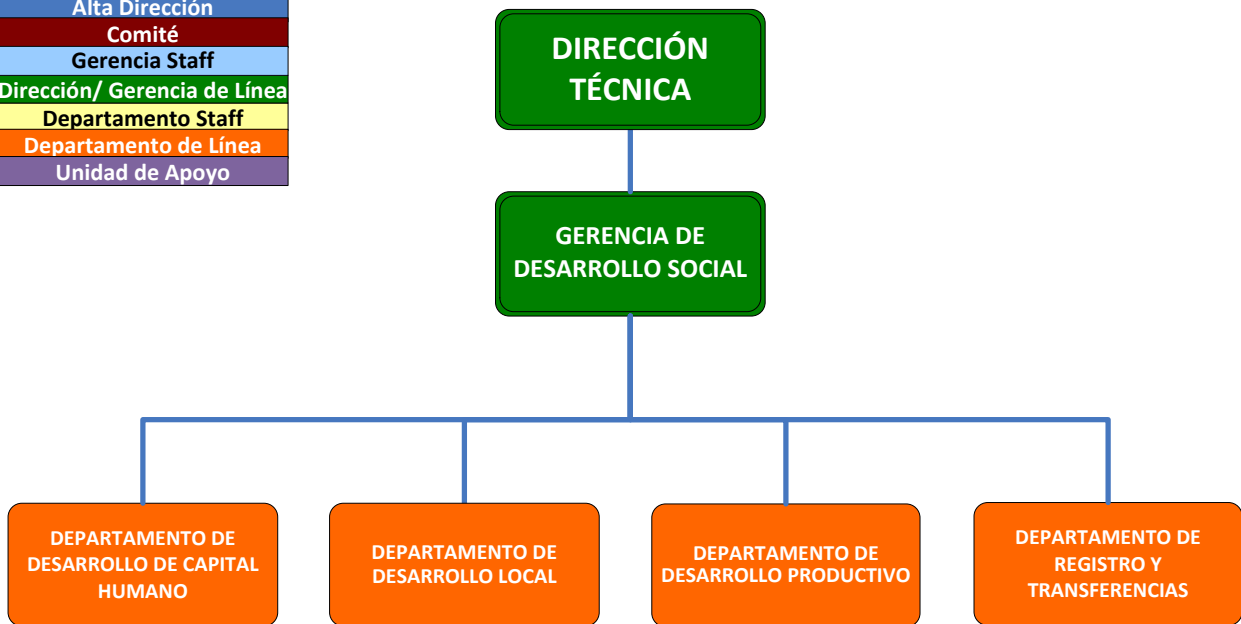 Alta Dirección
Comité
Gerencia Staff
Dirección/ Gerencia de Línea
Departamento Staff
Departamento de Línea
Unidad de Apoyo
DIRECCIÓN
TÉCNICA
GERENCIA DE
DESARROLLO SOCIAL
DEPARTAMENTO DE
DESARROLLO DE CAPITAL
HUMANO
DEPARTAMENTO DE
DESARROLLO LOCAL
DEPARTAMENTO DE
DESARROLLO PRODUCTIVO
DEPARTAMENTO DE
REGISTRO Y
TRANSFERENCIAS